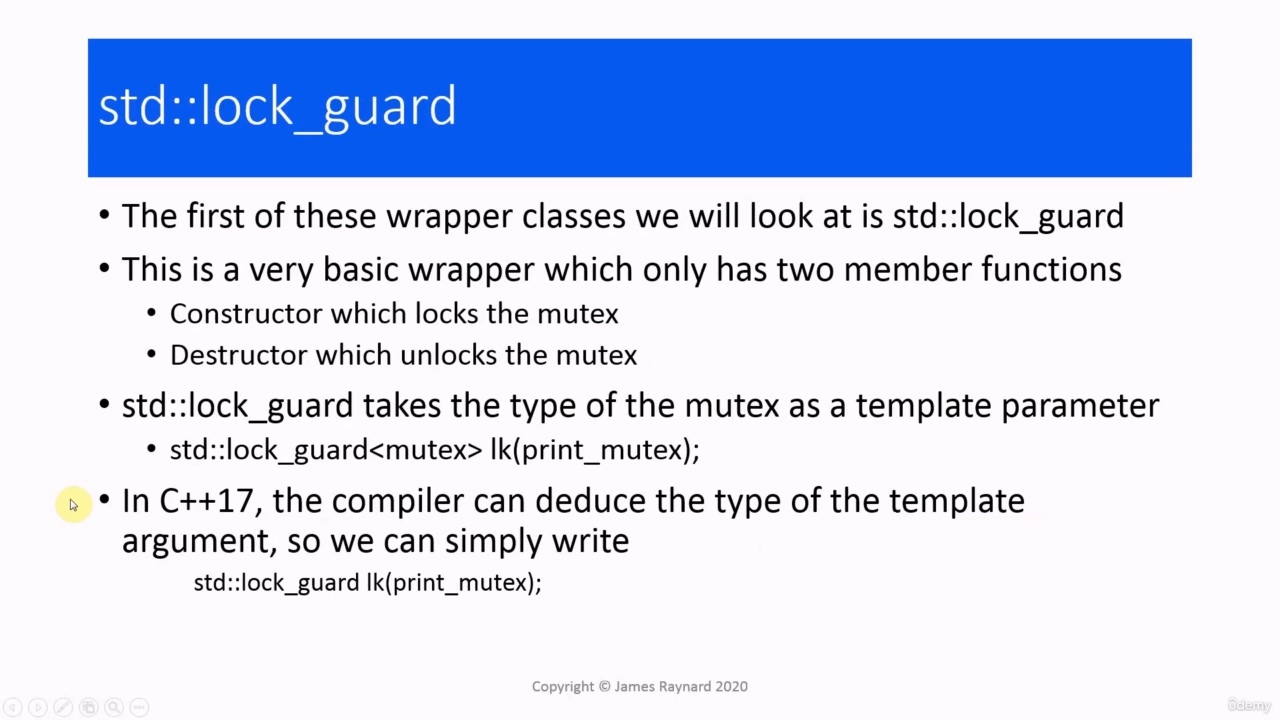 std::lock_guard
• The first of these wrapper classes we will look at is std::lock_guard
• This is a very basic wrapper which only has two member functions
• Constructor which locks the mutex
• Destructor which unlocks the mutex
• std::lock_guard takes the type of the mutex as a template parameter
• std::lock_guard<mutex> lk(print_mutex);
• In C++17, the compiler can deduce the type of the template
argument, so we can simply write
std::lock_guard lk(print_mutex);
Copyright © James Raynard 2020
ûdemy